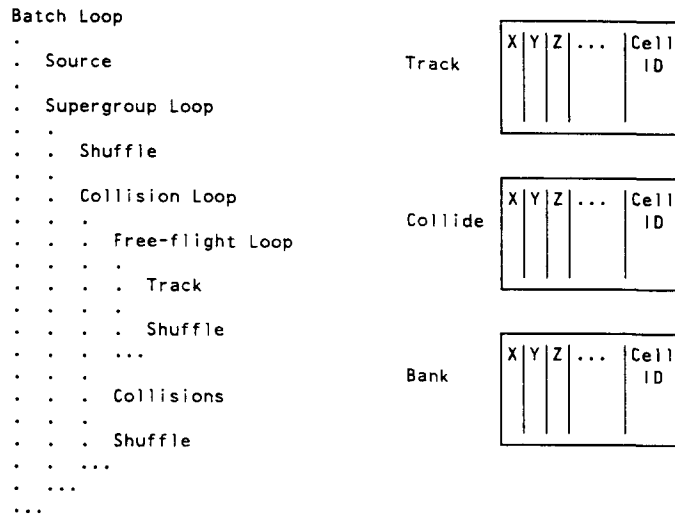 Batch Loop
.
. Source
.
. Supergroup Loop
. .
. . Shuffle
. .
. . Collision Loop
. . .
. . . Free-flight Loop
. . . .
. . . . Track
. . . .
. . . . Shuffle
. . . ...
. . .
. . . Collisions
. . .
. . . Shuffle
. . ...
. ...
...
Track
X Y Z ... Cell
ID
Collide
X Y Z ... Cell
ID
Bank
X Y Z ... Cell
ID